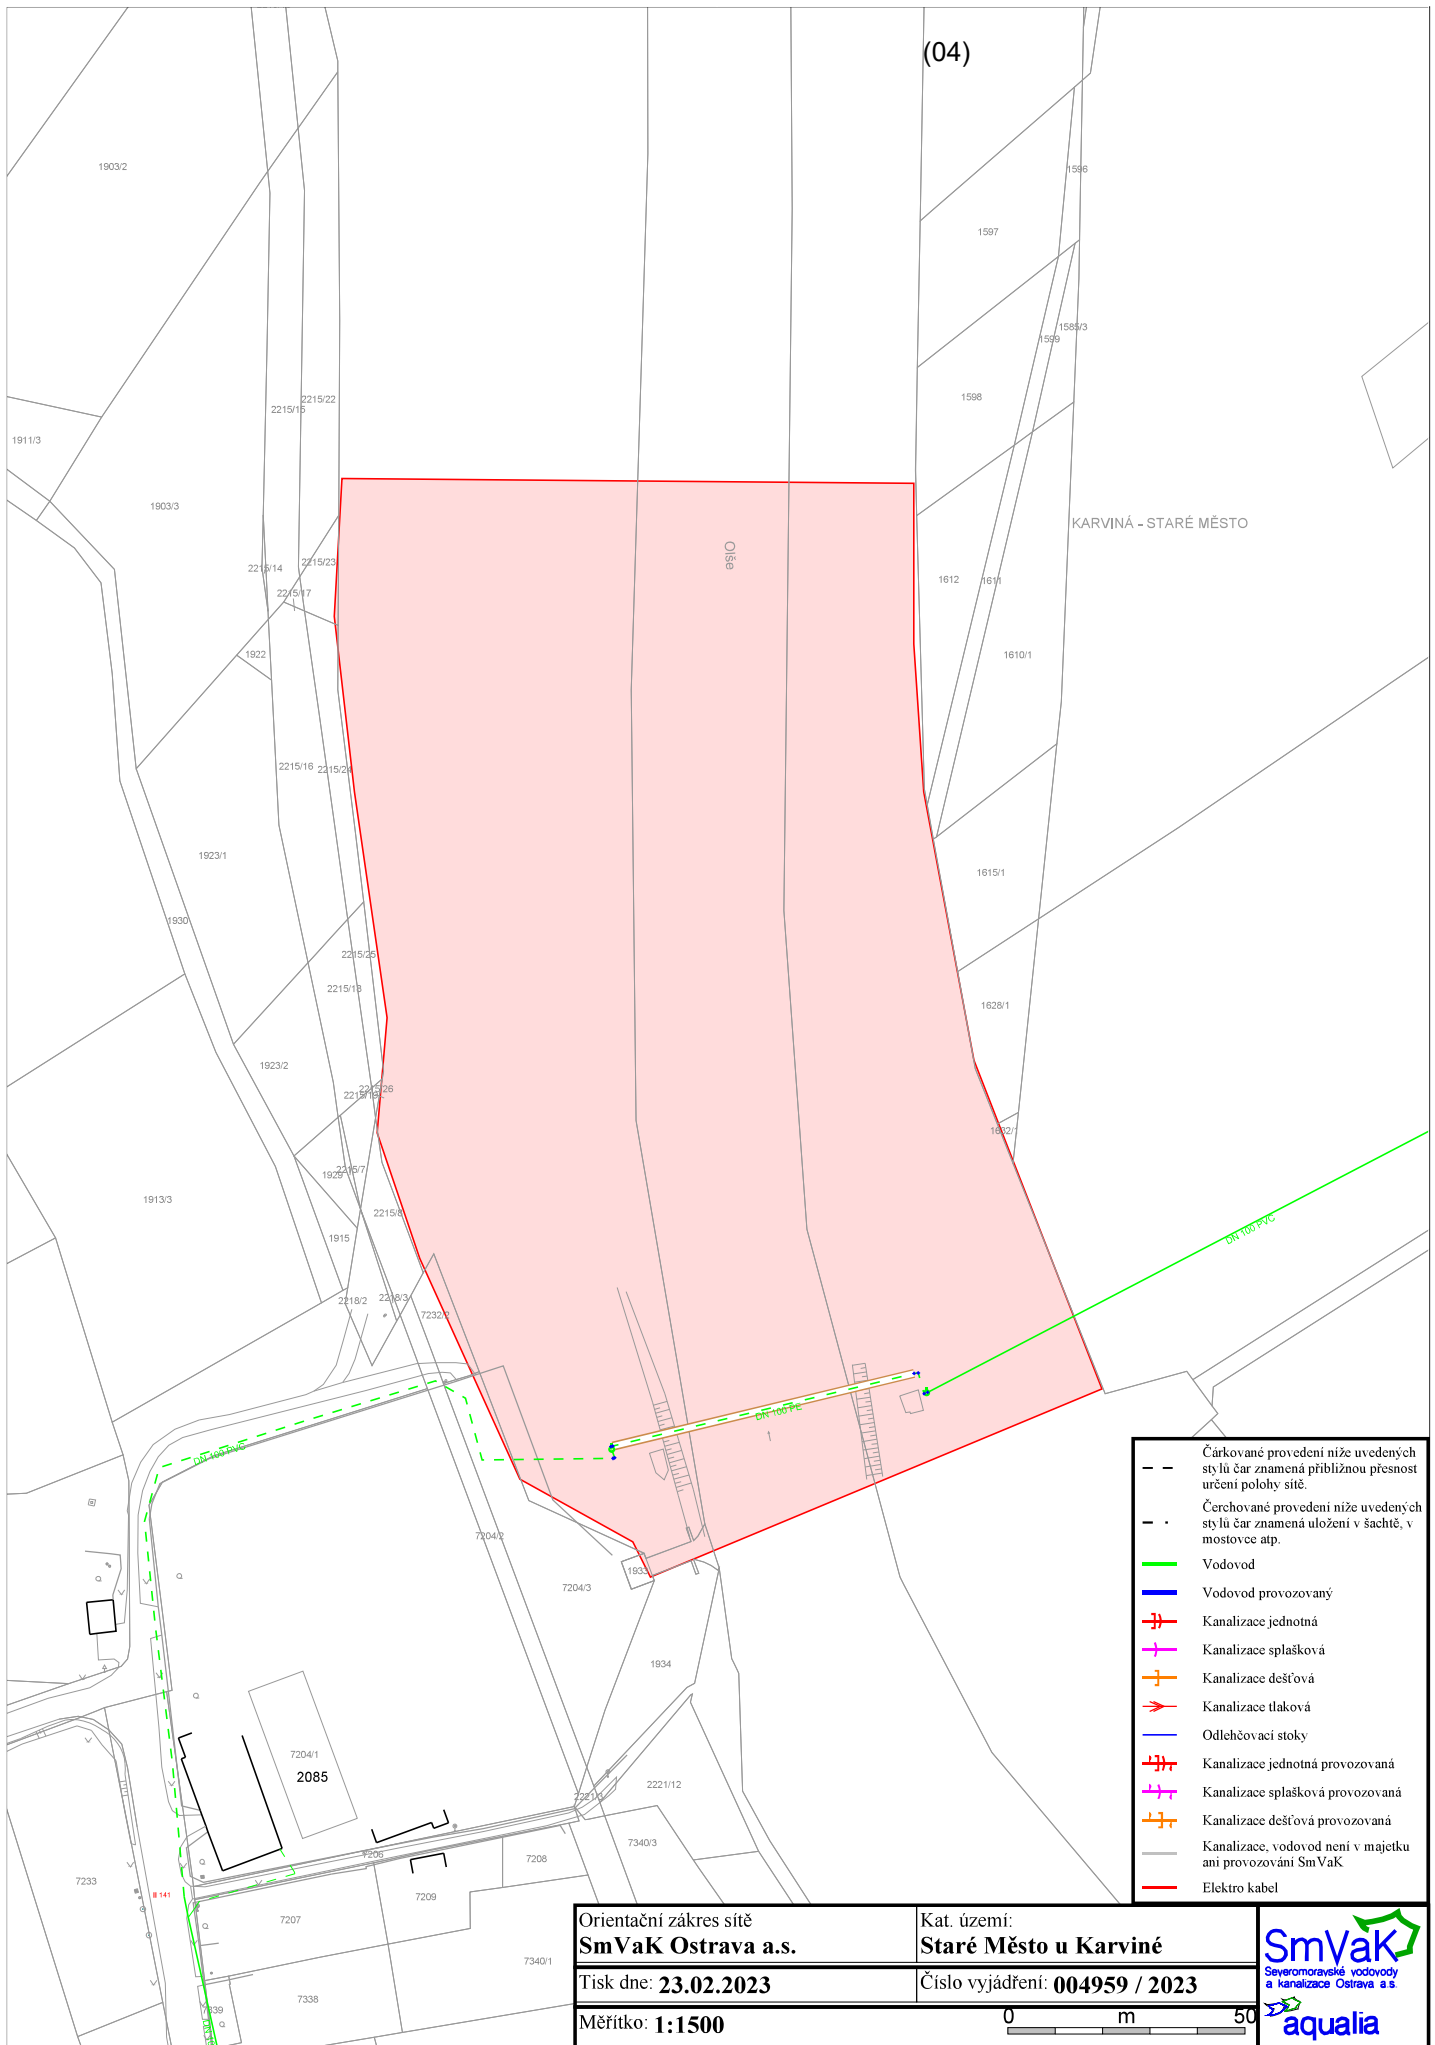 (04)
1903/2
1596
1597
1585/3
1599
2215/22
2215/15
1598
1911/3
1903/3
KARVINÁ - STARÉ MĚSTO
Olše
2215/23
2215/14
1612
1611
2215/17
1922
1610/1
2215/16
2215/24
1923/1
1615/1
1930
2215/25
2215/13
1628/1
1923/2
2215/26
1929
2215/7
1913/3
2215/8
DN 100 PVC
1915
2218/2
2218/3
7232/2
DN 100 PE
DN 100 PVC
7204/2
7204/3
1934
7204/1
2085
2221/12
2221/3
7340/3
7206
7208
7233
II 141
7209
7207
7340/1
7338
Čárkované provedení níže uvedených
stylů čar znamená přibližnou přesnost
určení polohy sítě.
Čerchované provedení níže uvedených
stylů čar znamená uložení v šachtě, v
mostovce atp.
Vodovod
Vodovod provozovaný
Kanalizace jednotná
Kanalizace splašková
Kanalizace dešťová
Kanalizace tlaková
Odlehčovací stoky
Kanalizace jednotná provozovaná
Kanalizace splašková provozovaná
Kanalizace dešťová provozovaná
Kanalizace, vodovod není v majetku
ani provozování SmVaK
Elektro kabel
Orientační zákres sítě
SmVaK Ostrava a.s.
Kat. území:
Staré Město u Karviné
Tisk dne: 23.02.2023
Číslo vyjádření: 004959 / 2023
Měřítko: 1:1500
0 m 50
SmVaK
Severomoravské vodovody
a kanalizace Ostrava a.s.
aqualia